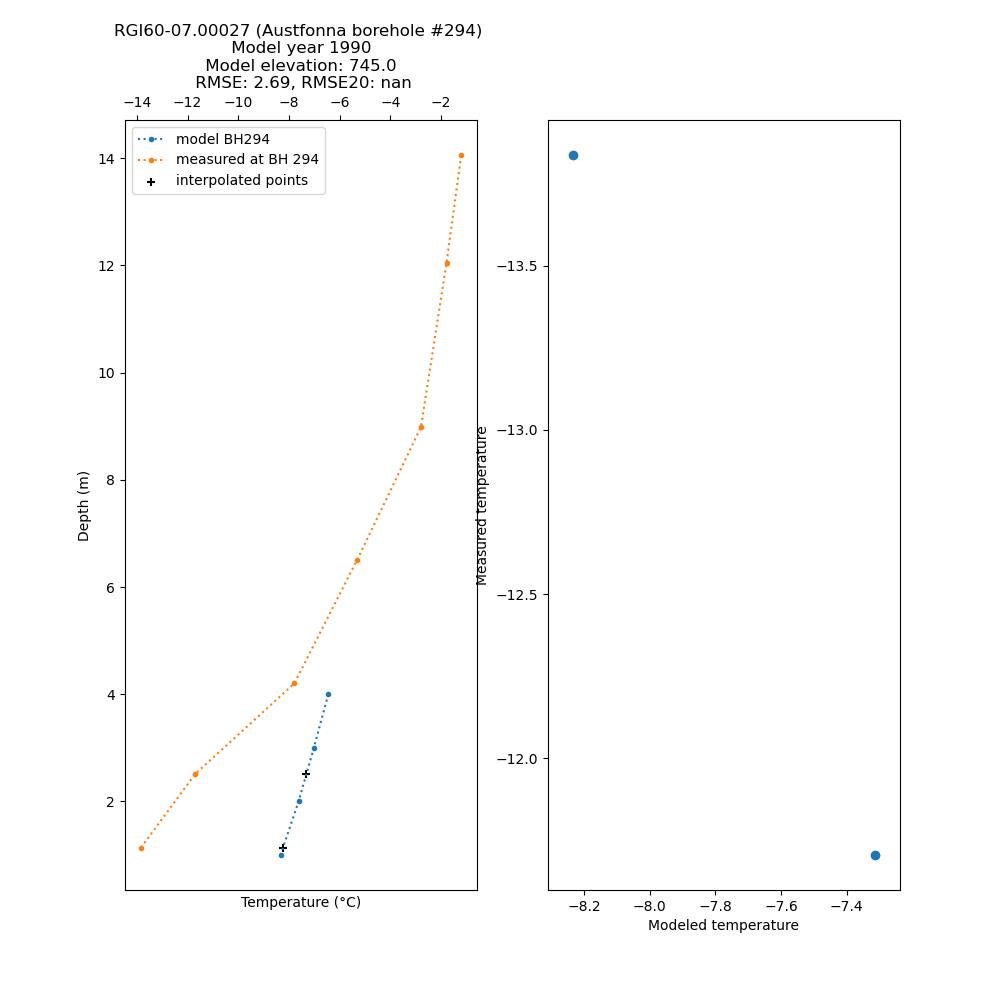 RGI60-07.00027 (Austfonna borehole #294)
Model year 1990
Model elevation: 745.0
RMSE: 2.69, RMSE20: nan
−14 −12 −10 −8 −6 −4 −2
model BH294
measured at BH 294
interpolated points
14
12
10
8
6
4
2
Depth (m)
Temperature (°C)
−13.5
−13.0
−12.5
−12.0
Measured temperature
−8.2 −8.0 −7.8 −7.6 −7.4
Modeled temperature